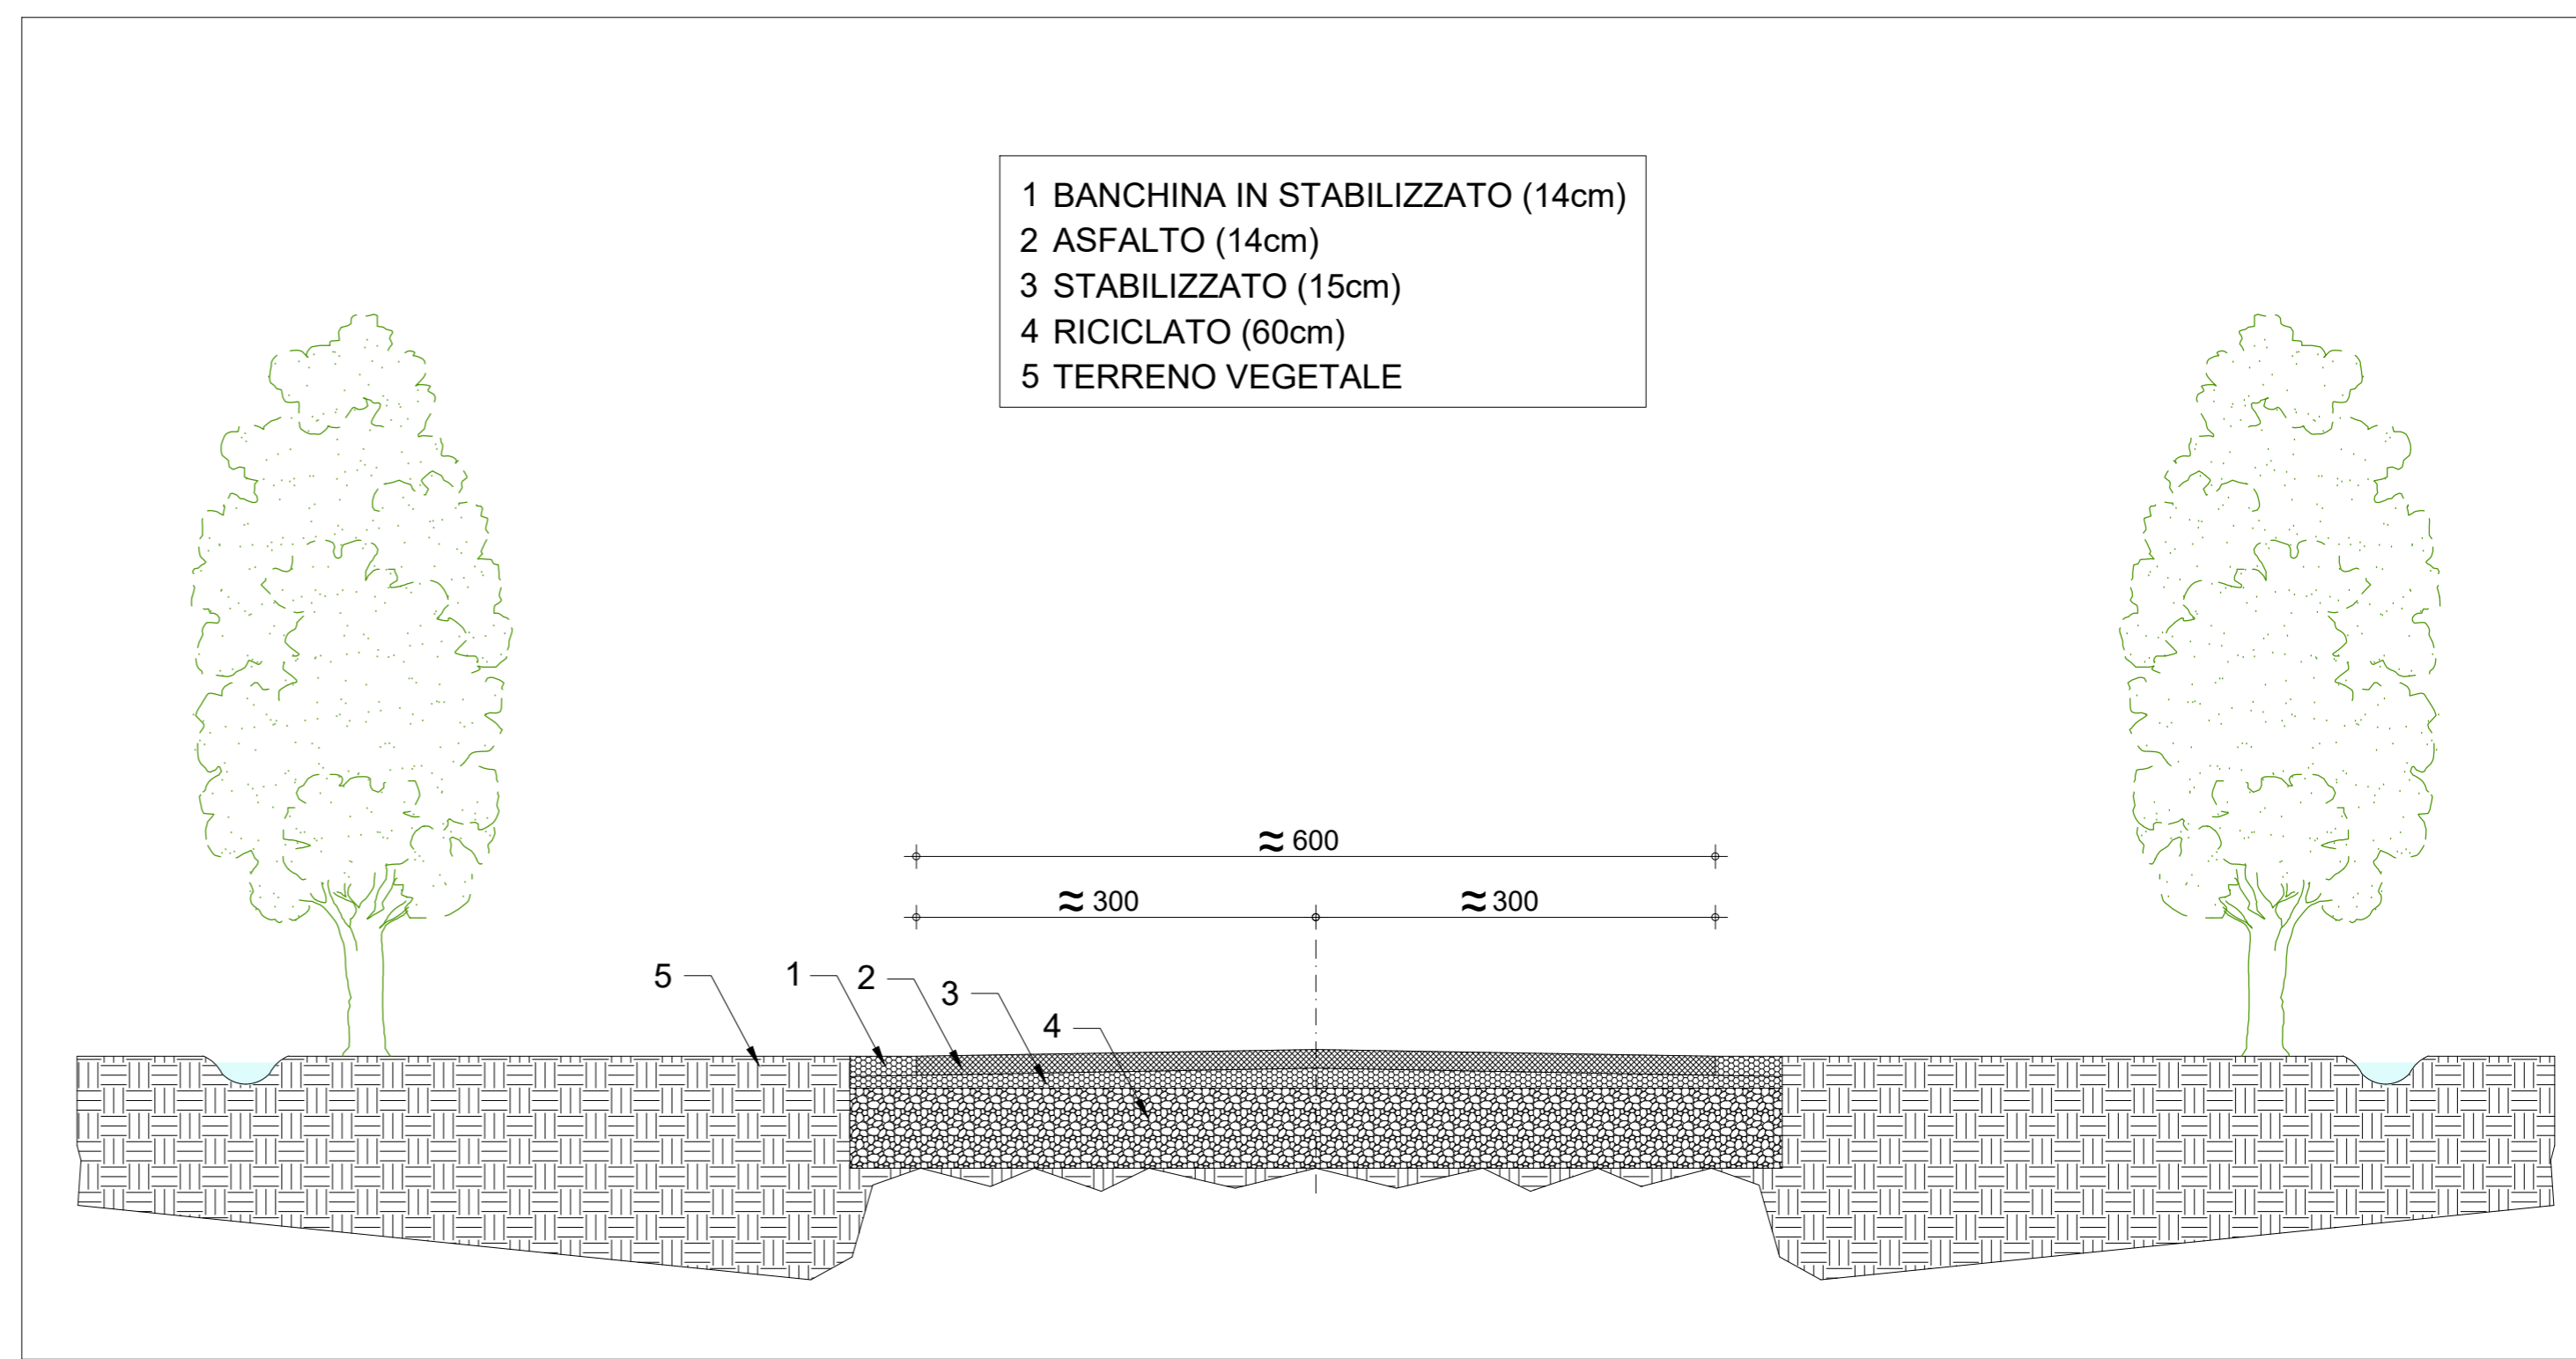 1 BANCHINA IN STABILIZZATO (14cm)
2 ASFALTO (14cm)
3 STABILIZZATO (15cm)
4 RICICLATO (60cm)
5 TERRENO VEGETALE
≈ 600
≈ 300
≈ 300
5
1
2
3
4